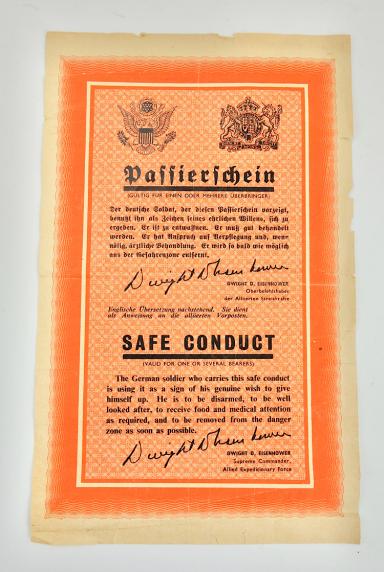 Passierschein
(GÜLTIG FÜR EINEN ODER MEHRERE ÜBERBRINGER)
Der deutsche Soldat, der diesen Passierschein vorzeigt,
benutzt ihn als Zeichen seines ehrlichen Willens, sich zu
ergeben. Er ist zu entwaffnen. Er muß gut behandelt
werden. Er hat Anspruch auf Verpflegung und, wenn
nötig, ärztliche Behandlung. Er wird so bald wie möglich
aus der Gefahrenzone entfernt.
Dwight D Eisenhower
DWIGHT D. EISENHOWER
Oberbefehlshaber
der Alliierten Streitkräfte
Englische Übersetzung nachstehend. Sie dient
als Anweisung an die alliierten Vorposten.
SAFE CONDUCT
(VALID FOR ONE OR SEVERAL BEARERS)
The German soldier who carries this safe conduct
is using it as a sign of his genuine wish to give
himself up. He is to be disarmed, to be well
looked after, to receive food and medical attention
as required, and to be removed from the danger
zone as soon as possible.
Dwight D Eisenhower
DWIGHT D. EISENHOWER
Supreme Commander,
Allied Expeditionary Force